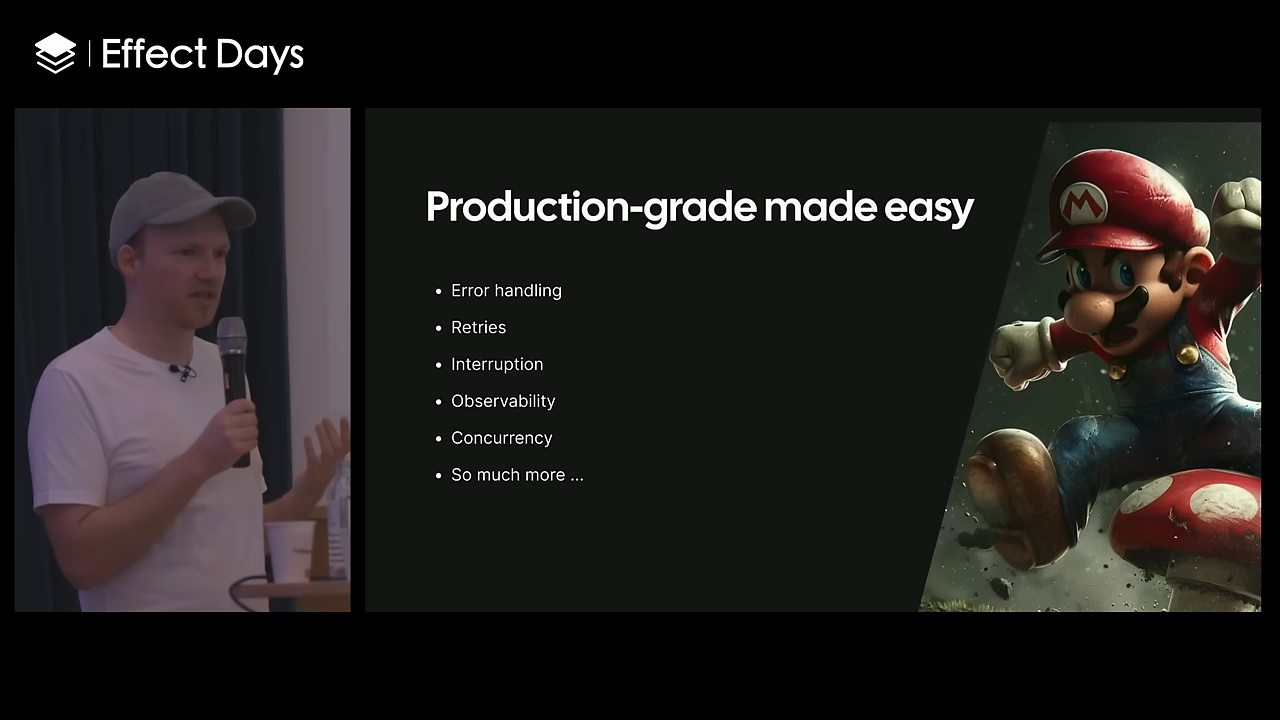 Effect Days
Production-grade made easy
• Error handling
• Retries
• Interruption
• Observability
• Concurrency
• So much more ...
M